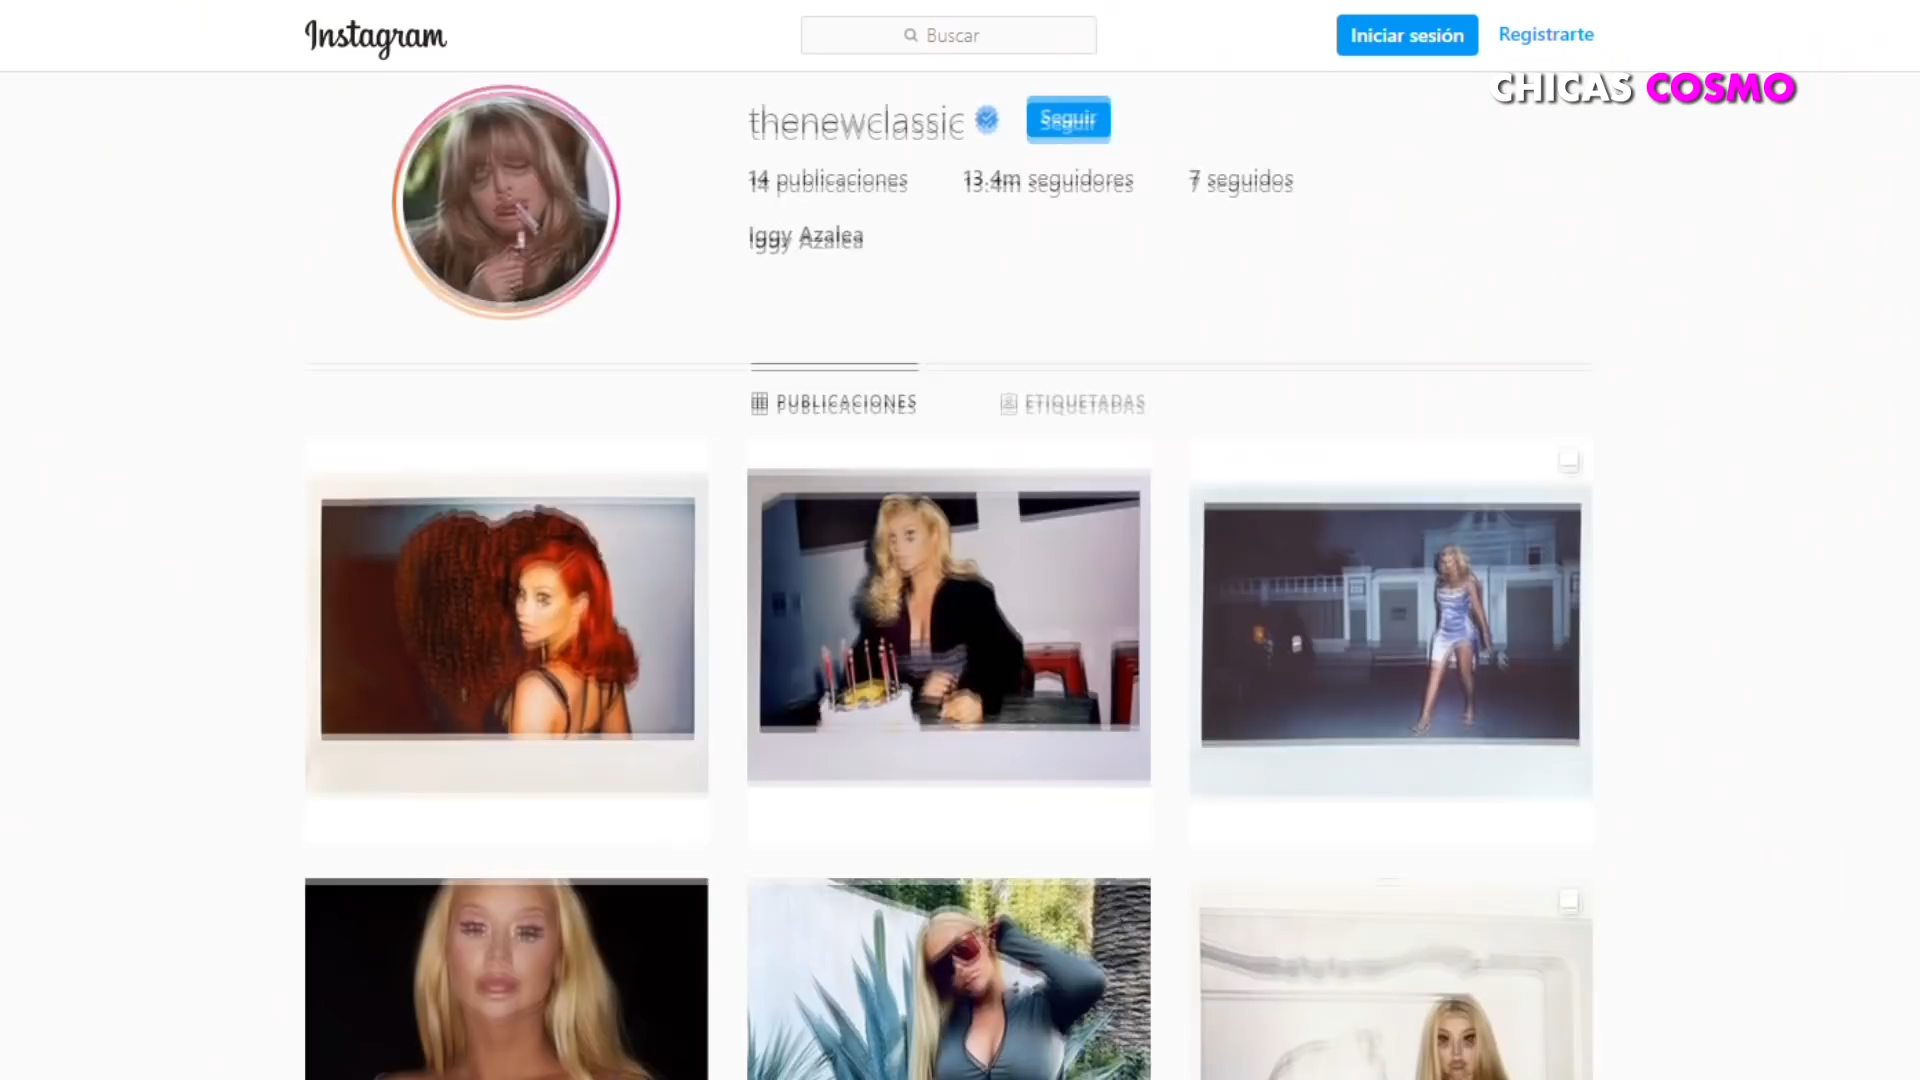 Instagram
Buscar
Iniciar sesión
Registrarte
CHICAS COSMO
thenewclassic
Seguir
14 publicaciones
13.4m seguidores
7 seguidos
Iggy Azalea
PUBLICACIONES
ETIQUETADAS